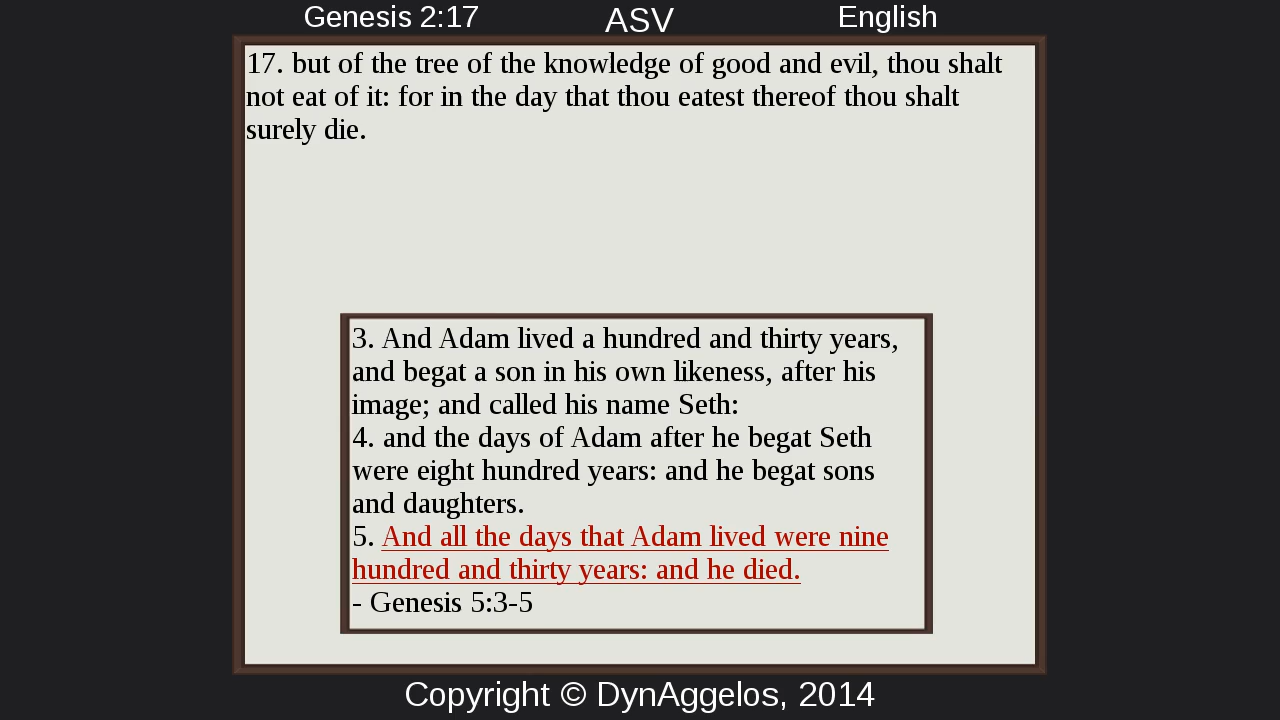 Genesis 2:17 ASV English
17. but of the tree of the knowledge of good and evil, thou shalt
not eat of it: for in the day that thou eatest thereof thou shalt
surely die.
3. And Adam lived a hundred and thirty years,
and begat a son in his own likeness, after his
image; and called his name Seth:
4. and the days of Adam after he begat Seth
were eight hundred years: and he begat sons
and daughters.
5. And all the days that Adam lived were nine
hundred and thirty years: and he died.
- Genesis 5:3-5
Copyright © DynAggelos, 2014